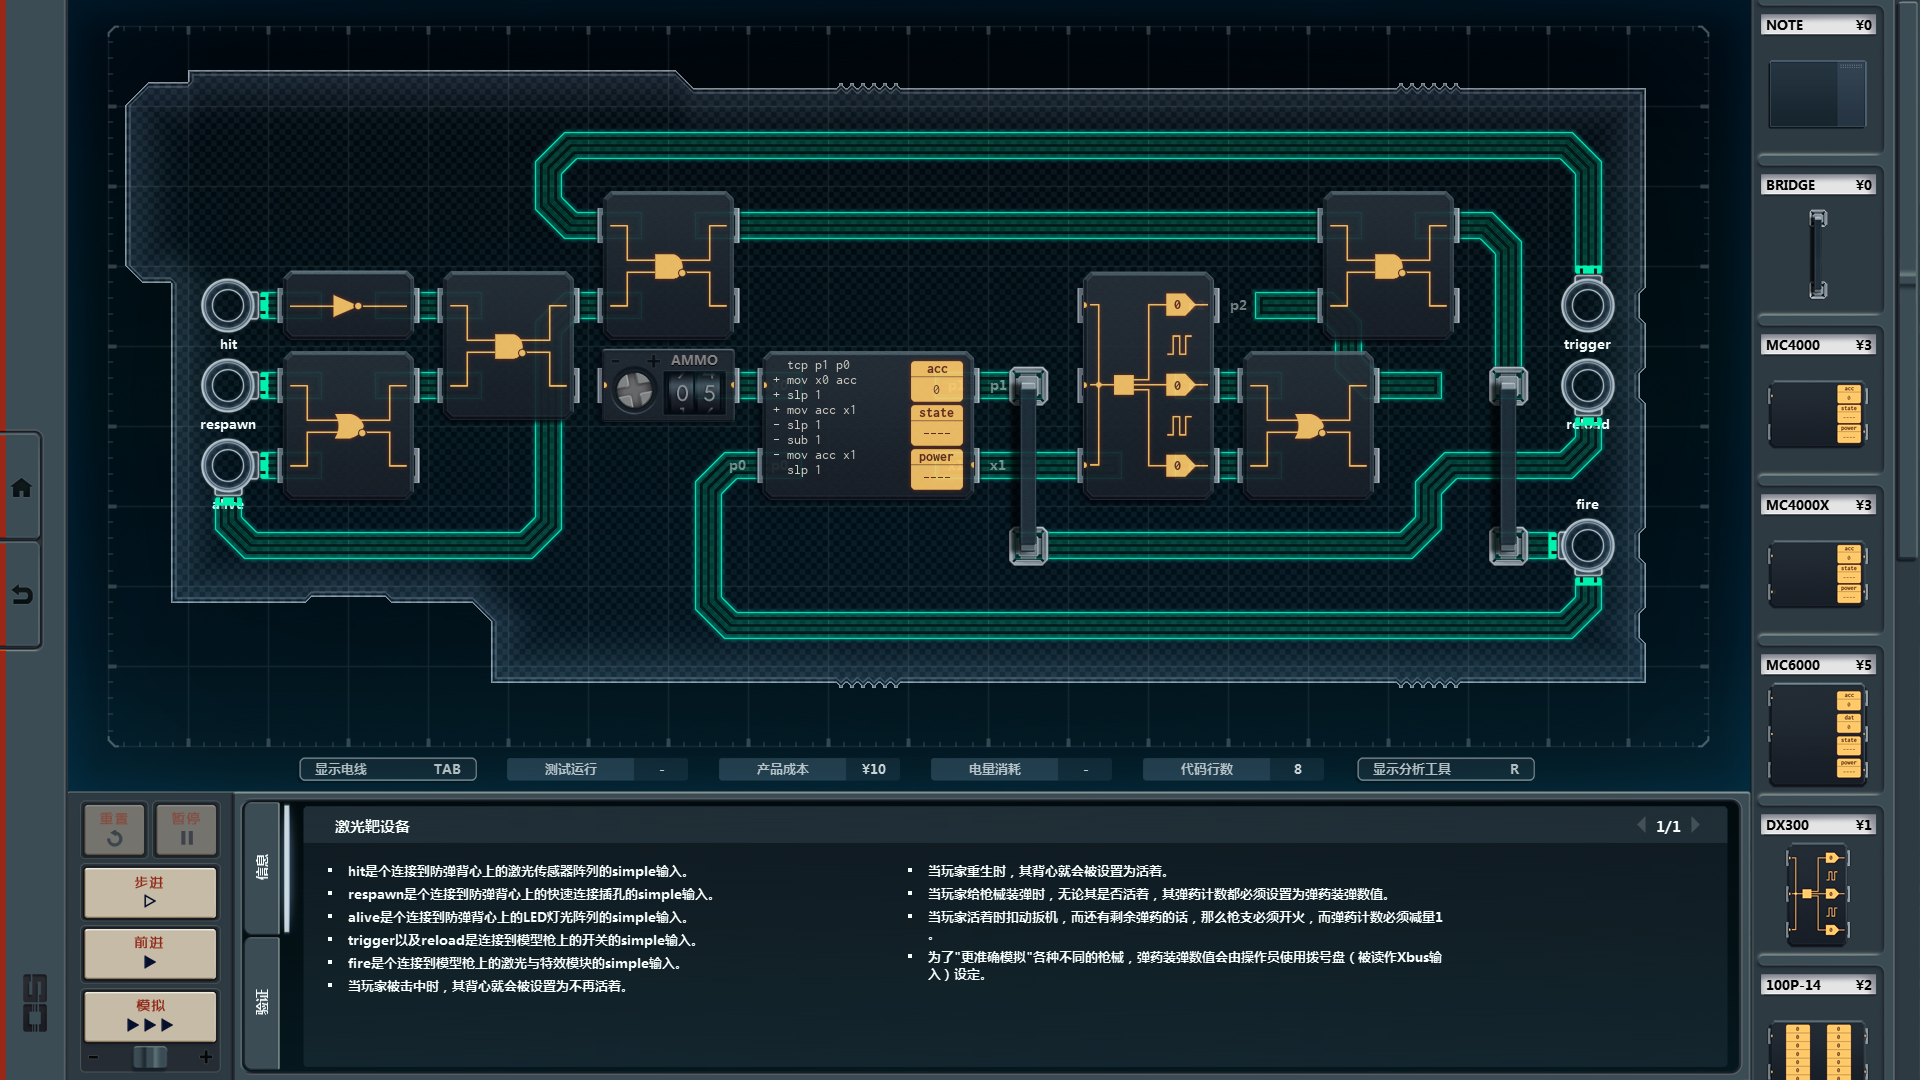 NOTE ¥0
BRIDGE ¥0
MC4000 ¥3
MC4000X ¥3
MC6000 ¥5
DX300 ¥1
100P-14 ¥2
hit
respawn
alive
AMMO
0 5
tcp p1 p0
+ mov x0 acc
+ slp 1
+ mov acc x1
- slp 1
- sub 1
- mov acc x1
slp 1
acc
0
state
----
power
----
p0
p1
x1
p2
0
0
0
trigger
reload
fire
显示电线 TAB
测试运行 -
产品成本 ¥10
电量消耗 -
代码行数 8
显示分析工具 R
重置
暂停
步进
前进
模拟
- +
信息
验证
激光靶设备
1/1
▪ hit是个连接到防弹背心上的激光传感器阵列的simple输入。
▪ respawn是个连接到防弹背心上的快速连接插孔的simple输入。
▪ alive是个连接到防弹背心上的LED灯光阵列的simple输入。
▪ trigger以及reload是连接到模型枪上的开关的simple输入。
▪ fire是个连接到模型枪上的激光与特效模块的simple输入。
▪ 当玩家被击中时，其背心就会被设置为不再活着。
▪ 当玩家重生时，其背心就会被设置为活着。
▪ 当玩家给枪械装弹时，无论其是否活着，其弹药计数都必须设置为弹药装弹数值。
▪ 当玩家活着时扣动扳机，而还有剩余弹药的话，那么枪支必须开火，而弹药计数必须减量1
。
▪ 为了"更准确模拟"各种不同的枪械，弹药装弹数值会由操作员使用拨号盘（被读作Xbus输
入）设定。